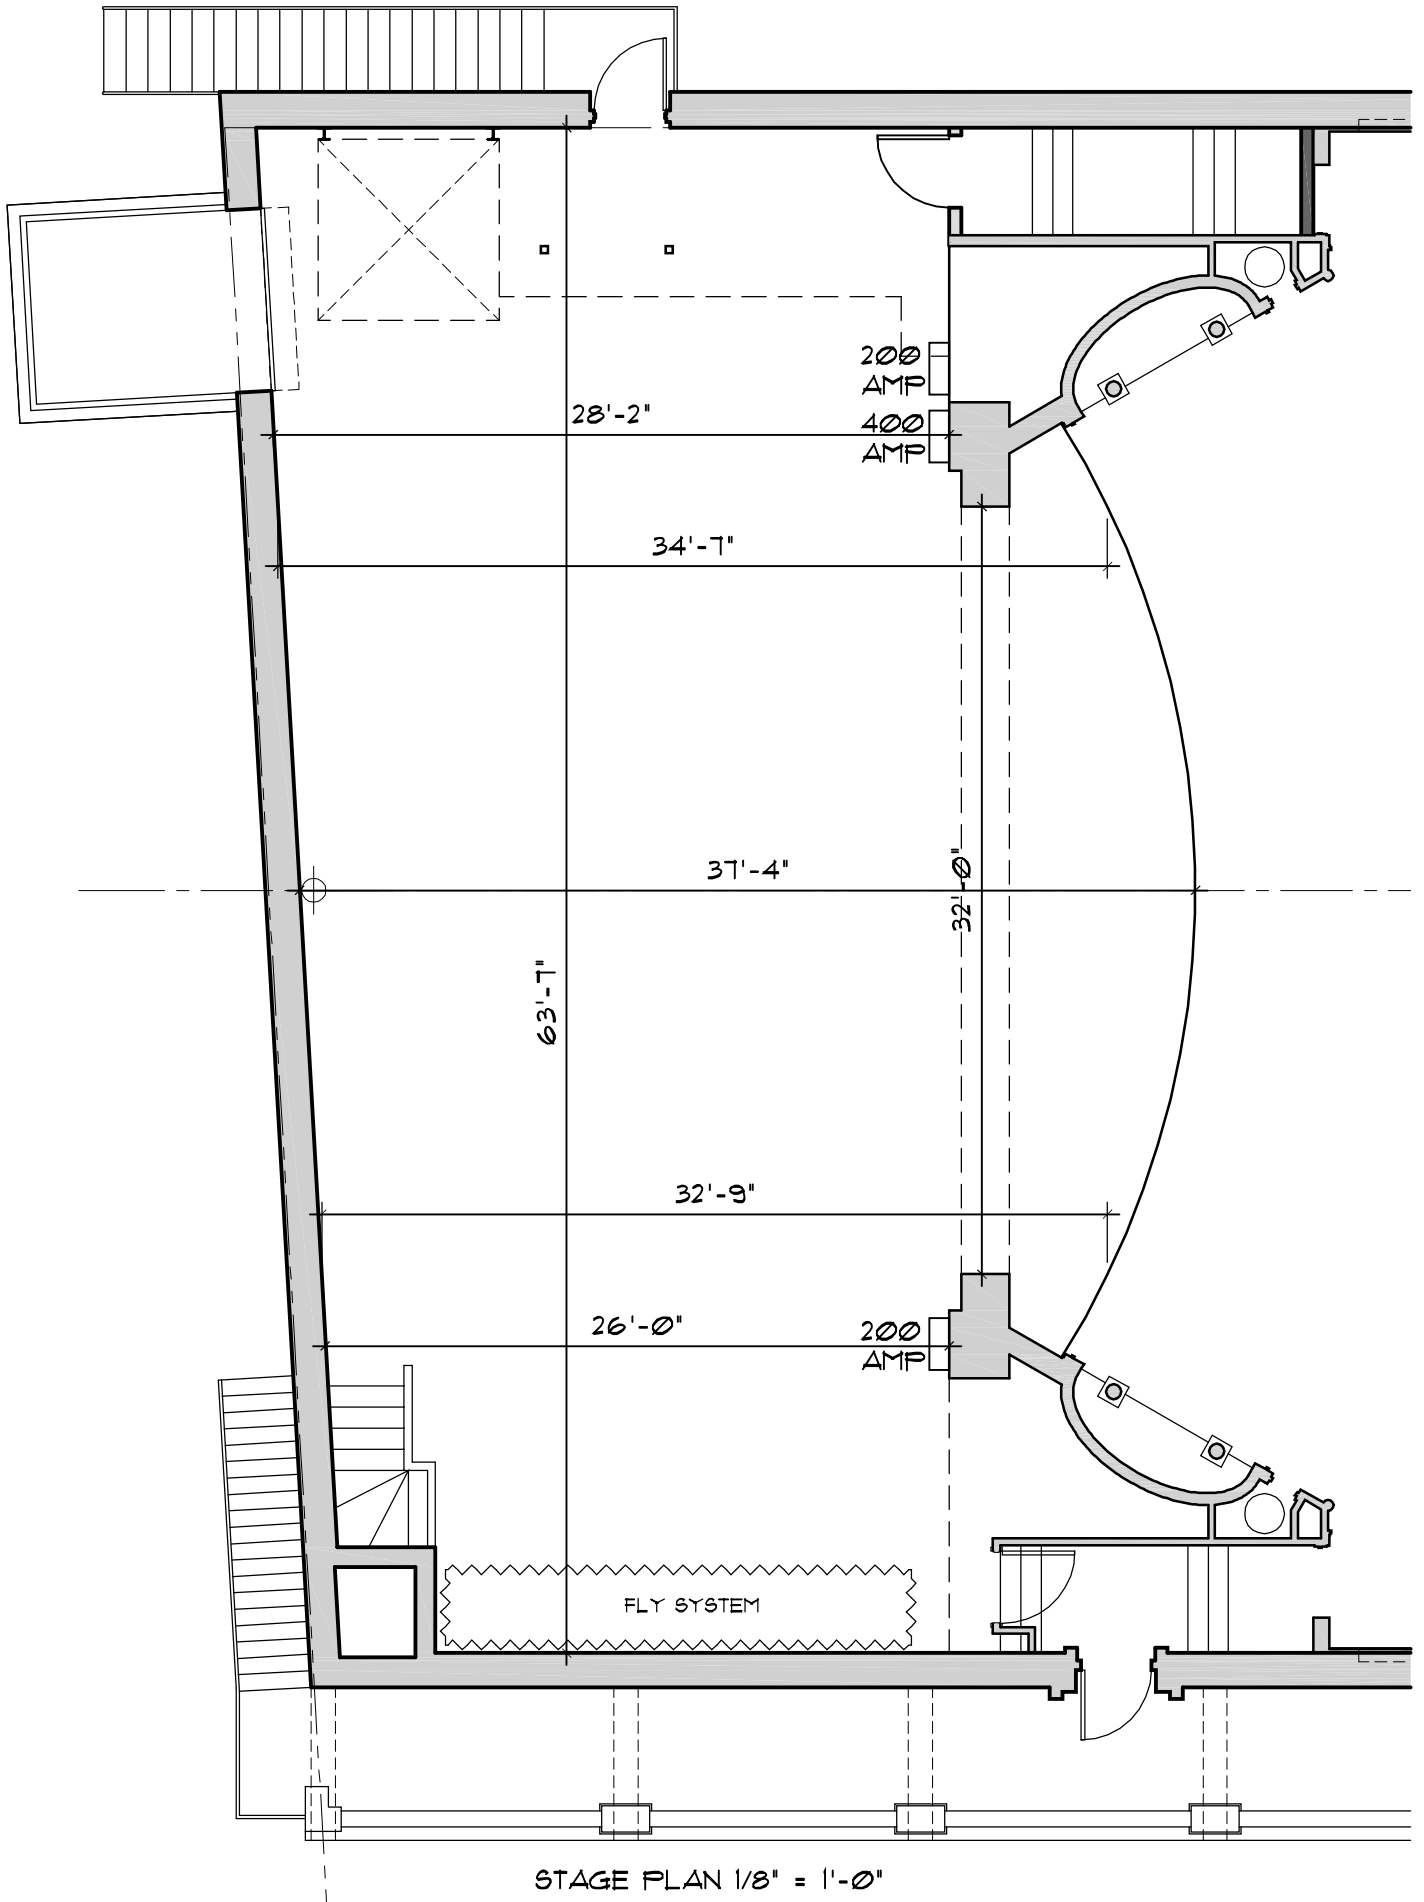 200
AMP
28'-2"
400
AMP
34'-7"
37'-4"
32'-0"
63'-7"
32'-9"
26'-0"
200
AMP
FLY SYSTEM
STAGE PLAN 1/8" = 1'-0"